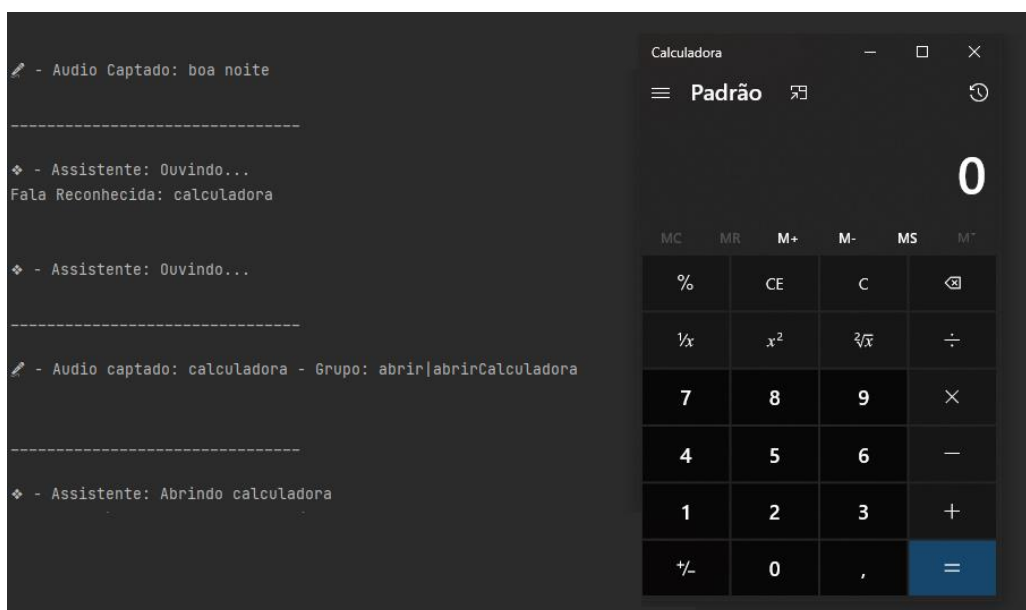 - Audio Captado: boa noite
--------------------------------
❖ - Assistente: Ouvindo...
Fala Reconhecida: calculadora
❖ - Assistente: Ouvindo...
--------------------------------
- Audio captado: calculadora - Grupo: abrir|abrirCalculadora
--------------------------------
❖ - Assistente: Abrindo calculadora
Calculadora
Padrão
0
MC MR M+ M- MS M˅
% CE C
¹/x x² ²√x ÷
7 8 9 ×
4 5 6 −
1 2 3 +
+/− 0 , =